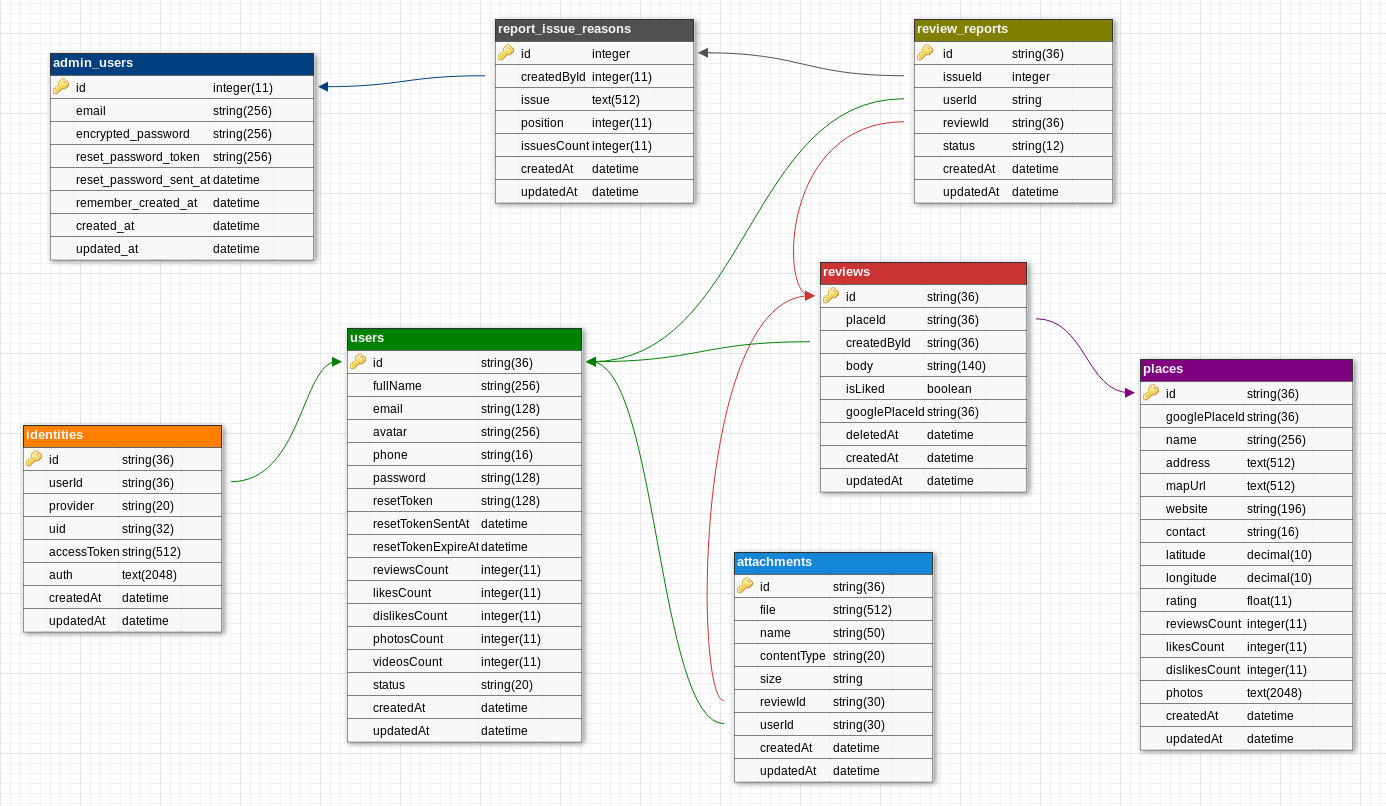 admin_users
id integer(11)
email string(256)
encrypted_password string(256)
reset_password_token string(256)
reset_password_sent_at datetime
remember_created_at datetime
created_at datetime
updated_at datetime
report_issue_reasons
id integer
createdById integer(11)
issue text(512)
position integer(11)
issuesCount integer(11)
createdAt datetime
updatedAt datetime
review_reports
id string(36)
issueId integer
userId string
reviewId string(36)
status string(12)
createdAt datetime
updatedAt datetime
reviews
id string(36)
placeId string(36)
createdById string(36)
body string(140)
isLiked boolean
googlePlaceId string(36)
deletedAt datetime
createdAt datetime
updatedAt datetime
users
id string(36)
fullName string(256)
email string(128)
avatar string(256)
phone string(16)
password string(128)
resetToken string(128)
resetTokenSentAt datetime
resetTokenExpireAt datetime
reviewsCount integer(11)
likesCount integer(11)
dislikesCount integer(11)
photosCount integer(11)
videosCount integer(11)
status string(20)
createdAt datetime
updatedAt datetime
places
id string(36)
googlePlaceId string(36)
name string(256)
address text(512)
mapUrl text(512)
website string(196)
contact string(16)
latitude decimal(10)
longitude decimal(10)
rating float(11)
reviewsCount integer(11)
likesCount integer(11)
dislikesCount integer(11)
photos text(2048)
createdAt datetime
updatedAt datetime
identities
id string(36)
userId string(36)
provider string(20)
uid string(32)
accessToken string(512)
auth text(2048)
createdAt datetime
updatedAt datetime
attachments
id string(36)
file string(512)
name string(50)
contentType string(20)
size string
reviewId string(30)
userId string(30)
createdAt datetime
updatedAt datetime